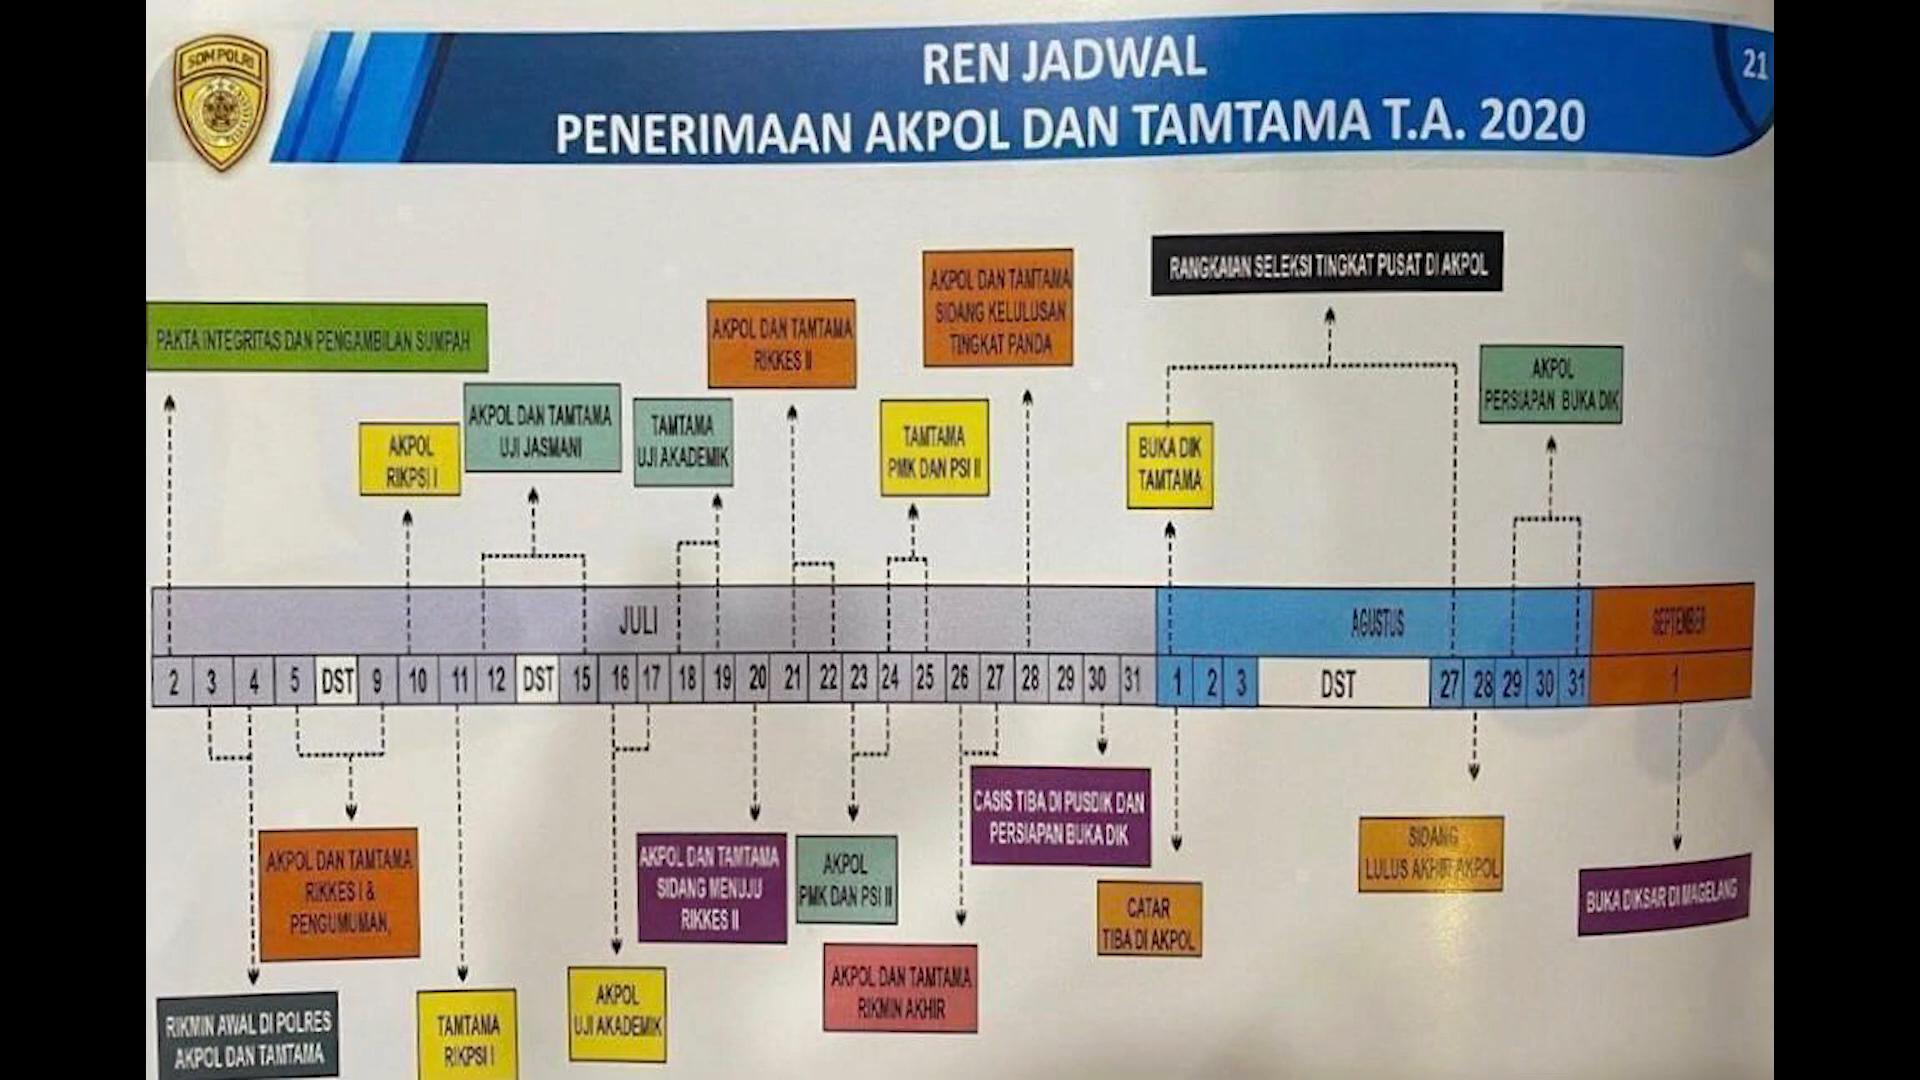 SDM POLRI
REN JADWAL
PENERIMAAN AKPOL DAN TAMTAMA T.A. 2020
21
RANGKAIAN SELEKSI TINGKAT PUSAT DI AKPOL
AKPOL DAN TAMTAMA
SIDANG KELULUSAN
TINGKAT PANDA
PAKTA INTEGRITAS DAN PENGAMBILAN SUMPAH
AKPOL DAN TAMTAMA
RIKKES II
AKPOL
PERSIAPAN BUKA DIK
AKPOL
RIKPSI I
AKPOL DAN TAMTAMA
UJI JASMANI
TAMTAMA
UJI AKADEMIK
TAMTAMA
PMK DAN PSI II
BUKA DIK
TAMTAMA
JULI
AGUSTUS
SEPTEMBER
2 3 4 5 DST 9 10 11 12 DST 15 16 17 18 19 20 21 22 23 24 25 26 27 28 29 30 31 1 2 3 DST 27 28 29 30 31 1
AKPOL DAN TAMTAMA
RIKKES I &
PENGUMUMAN,
AKPOL DAN TAMTAMA
SIDANG MENUJU
RIKKES II
AKPOL
PMK DAN PSI II
CASIS TIBA DI PUSDIK DAN
PERSIAPAN BUKA DIK
CATAR
TIBA DI AKPOL
SIDANG
LULUS AKHIR AKPOL
BUKA DIKSAR DI MAGELANG
RIKMIN AWAL DI POLRES
AKPOL DAN TAMTAMA
TAMTAMA
RIKPSI I
AKPOL
UJI AKADEMIK
AKPOL DAN TAMTAMA
RIKMIN AKHIR